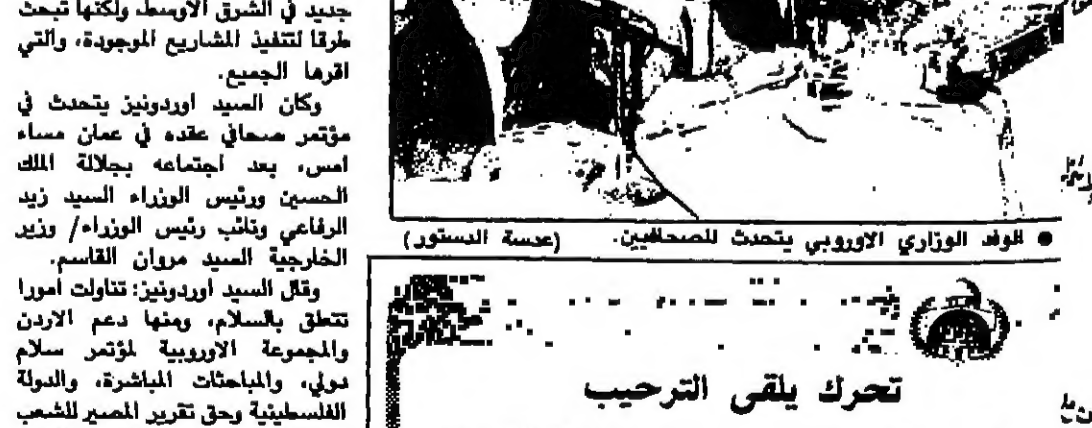 جديد في الشرق الاوسط، ولكنها تبحث
طرقا لتنفيذ المشاريع الموجودة، والتي
اقرها الجميع.
وكان السيد اوردونيز يتحدث في
مؤتمر صحافي عقده في عمان مساء
امس، بعد اجتماعه بجلالة الملك
الحسين ورئيس الوزراء السيد زيد
الرفاعي ونائب رئيس الوزراء/ وزير
الخارجية السيد مروان القاسم.
وقال السيد اوردونيز: تناولت امورا
تتعلق بالسلام، ومنها دعم الاردن
والمجموعة الاوروبية لمؤتمر سلام
دولي، والمباحثات المباشرة، والدولة
الفلسطينية وحق تقرير المصير للشعب
● الوفد الوزاري الاوروبي يتحدث للصحافيين. (عدسة الدستور)
تحرك يلقى الترحيب